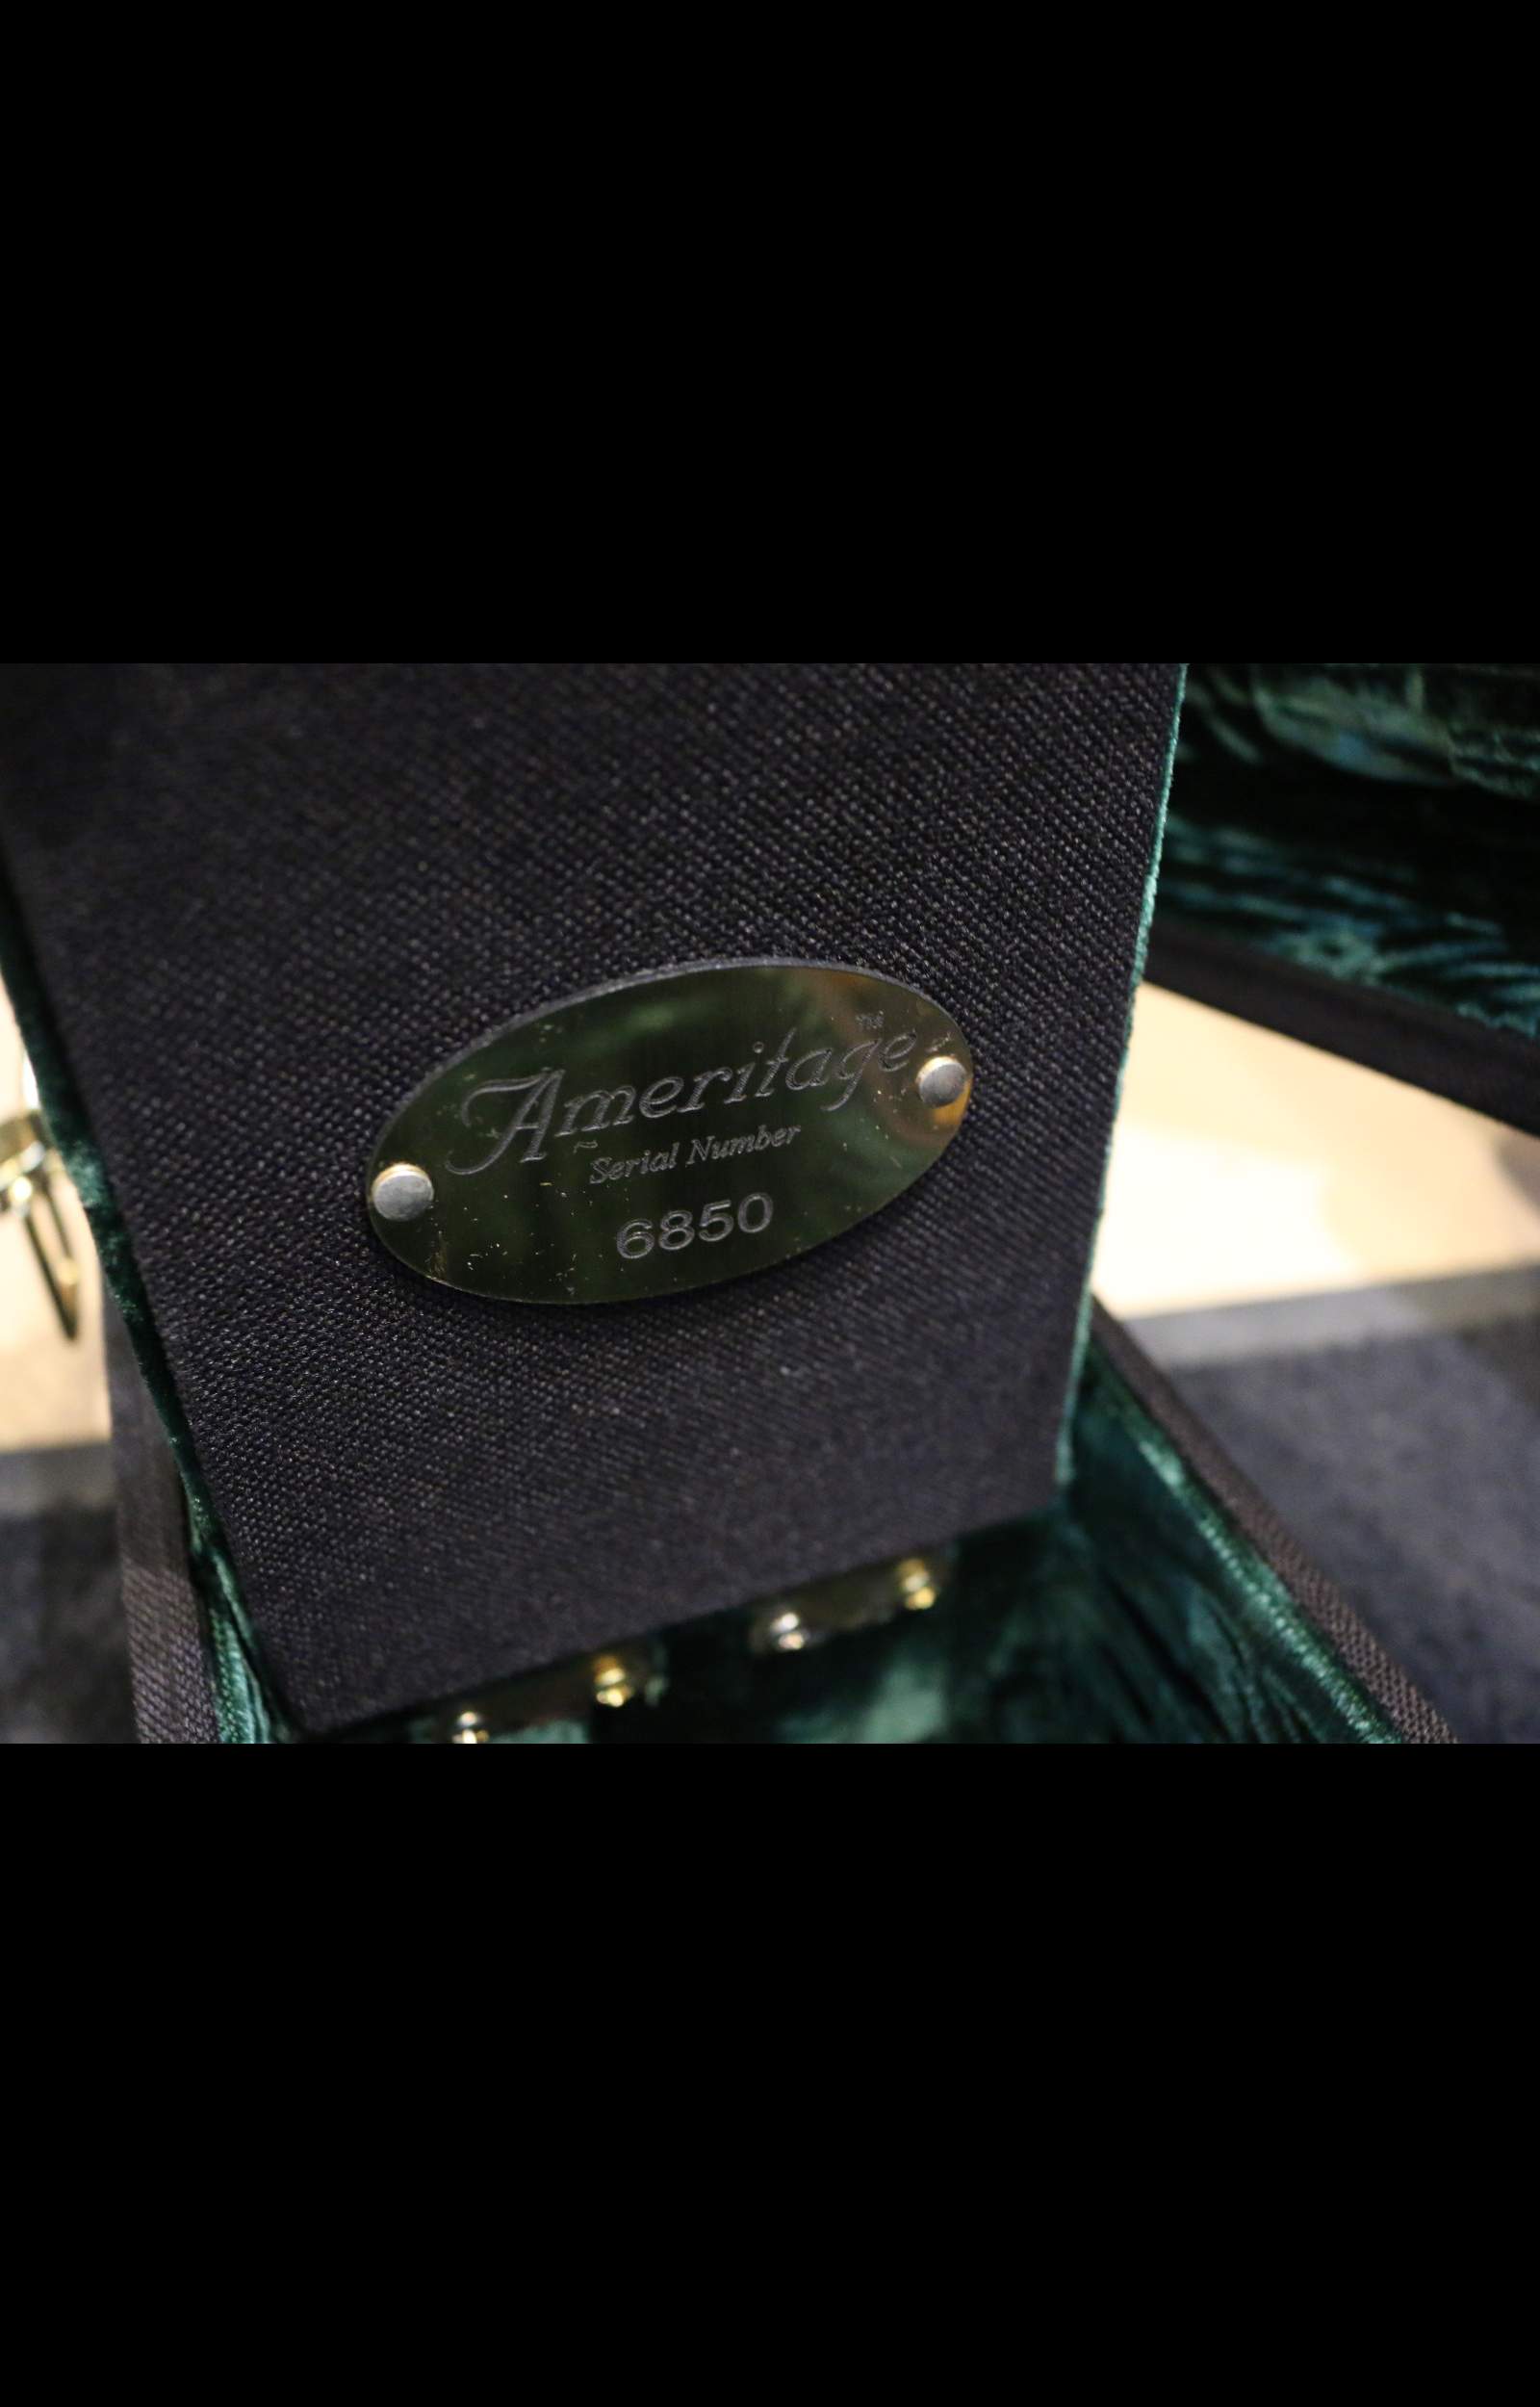 Ameritage™
~
Serial Number
6850